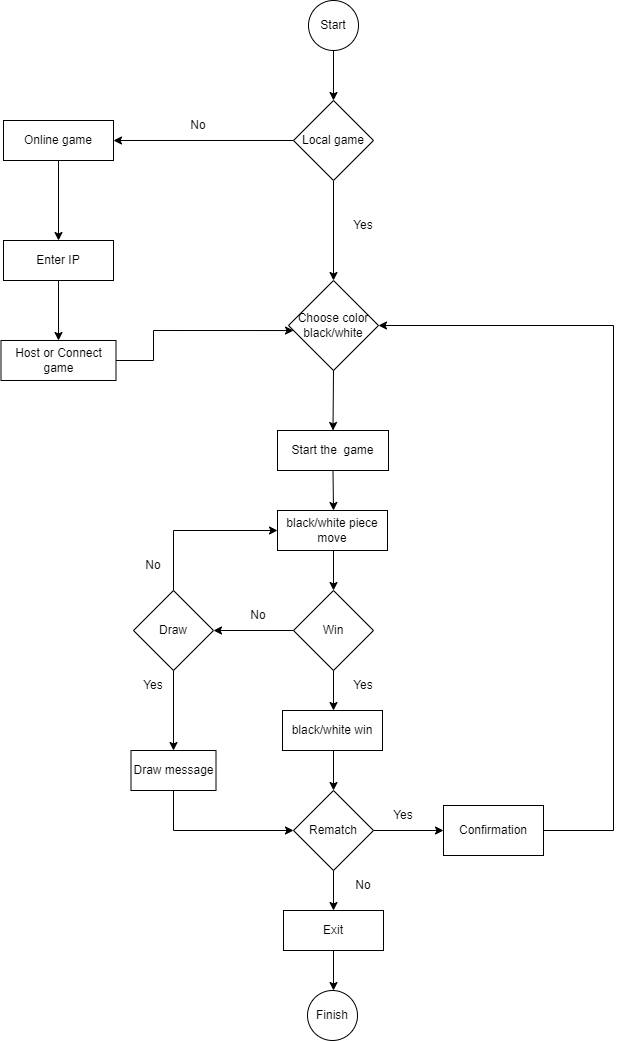 Start
Local game
No
Online game
Yes
Enter IP
Choose color
black/white
Host or Connect
game
Start the  game
black/white piece
move
No
Draw
No
Win
Yes
Yes
black/white win
Draw message
Rematch
Yes
Confirmation
No
Exit
Finish